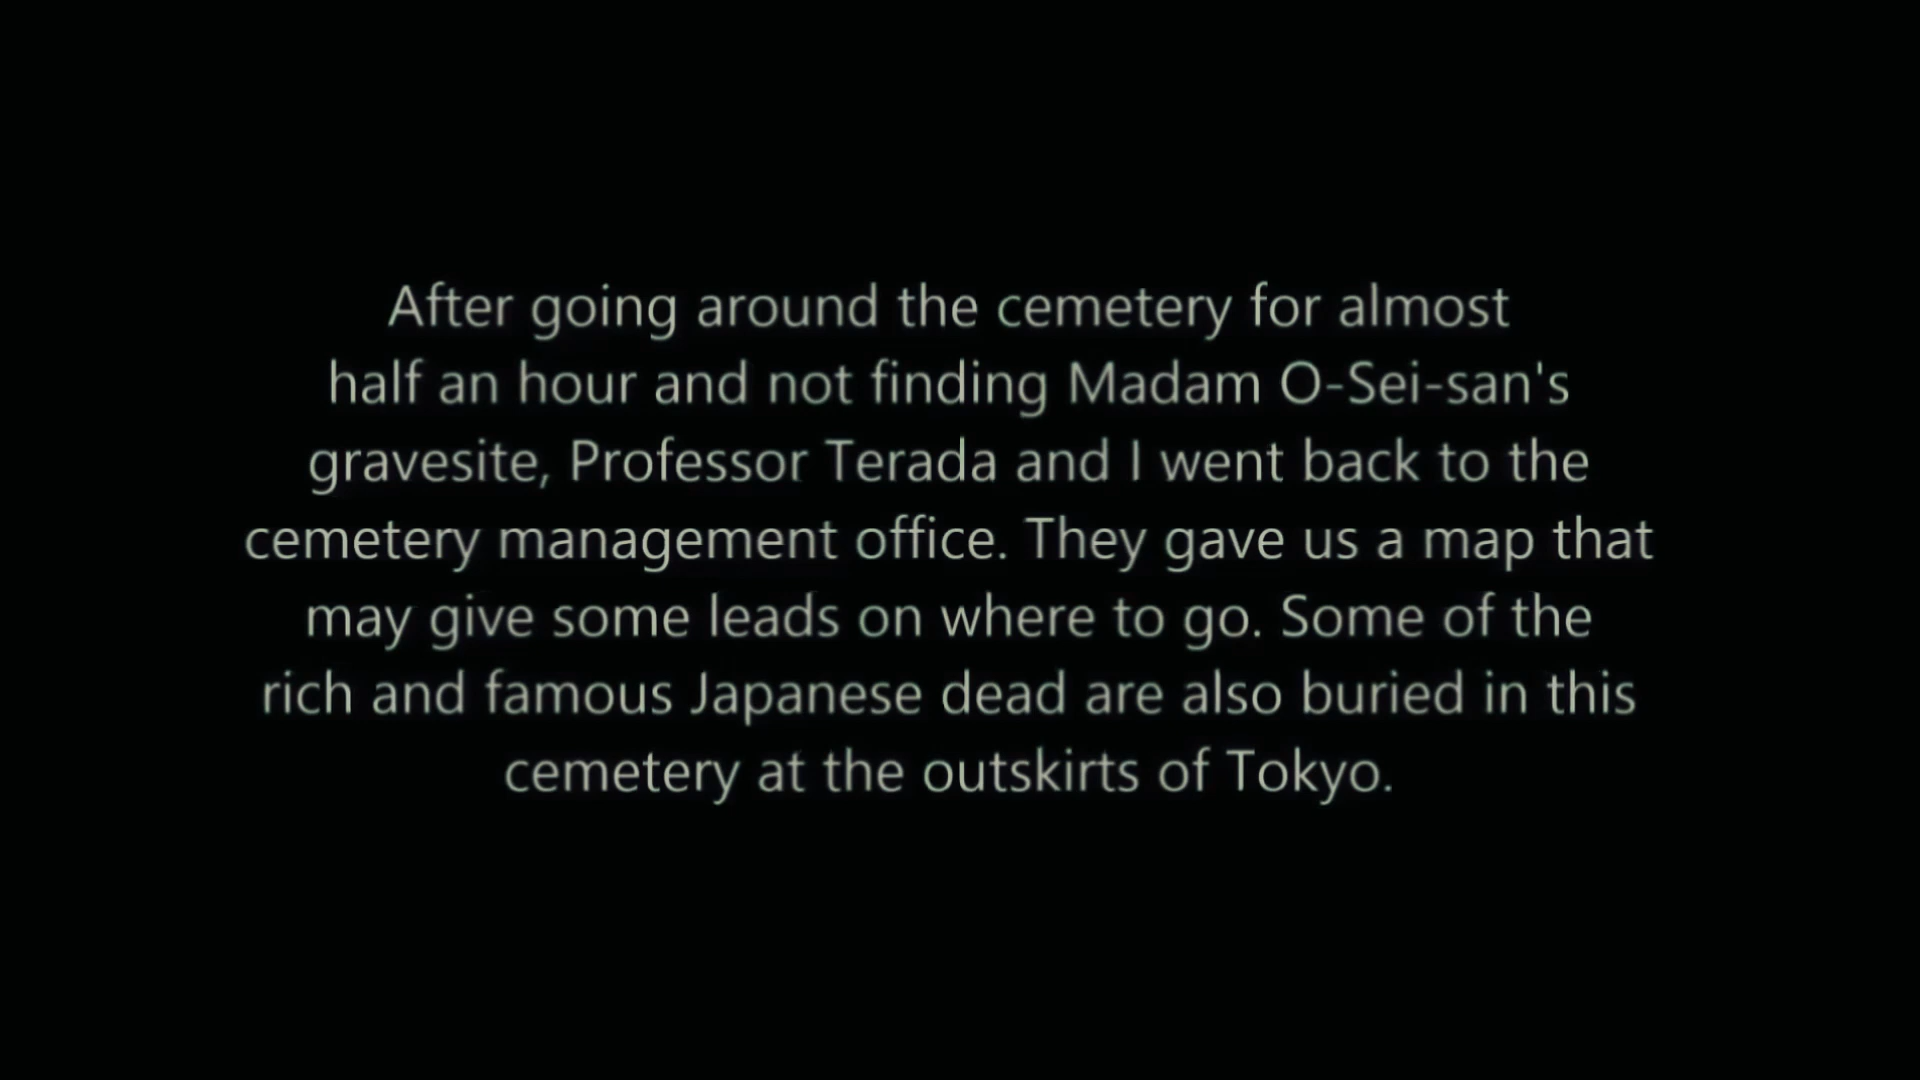 After going around the cemetery for almost
half an hour and not finding Madam O-Sei-san's
gravesite, Professor Terada and I went back to the
cemetery management office. They gave us a map that
may give some leads on where to go. Some of the
rich and famous Japanese dead are also buried in this
cemetery at the outskirts of Tokyo.